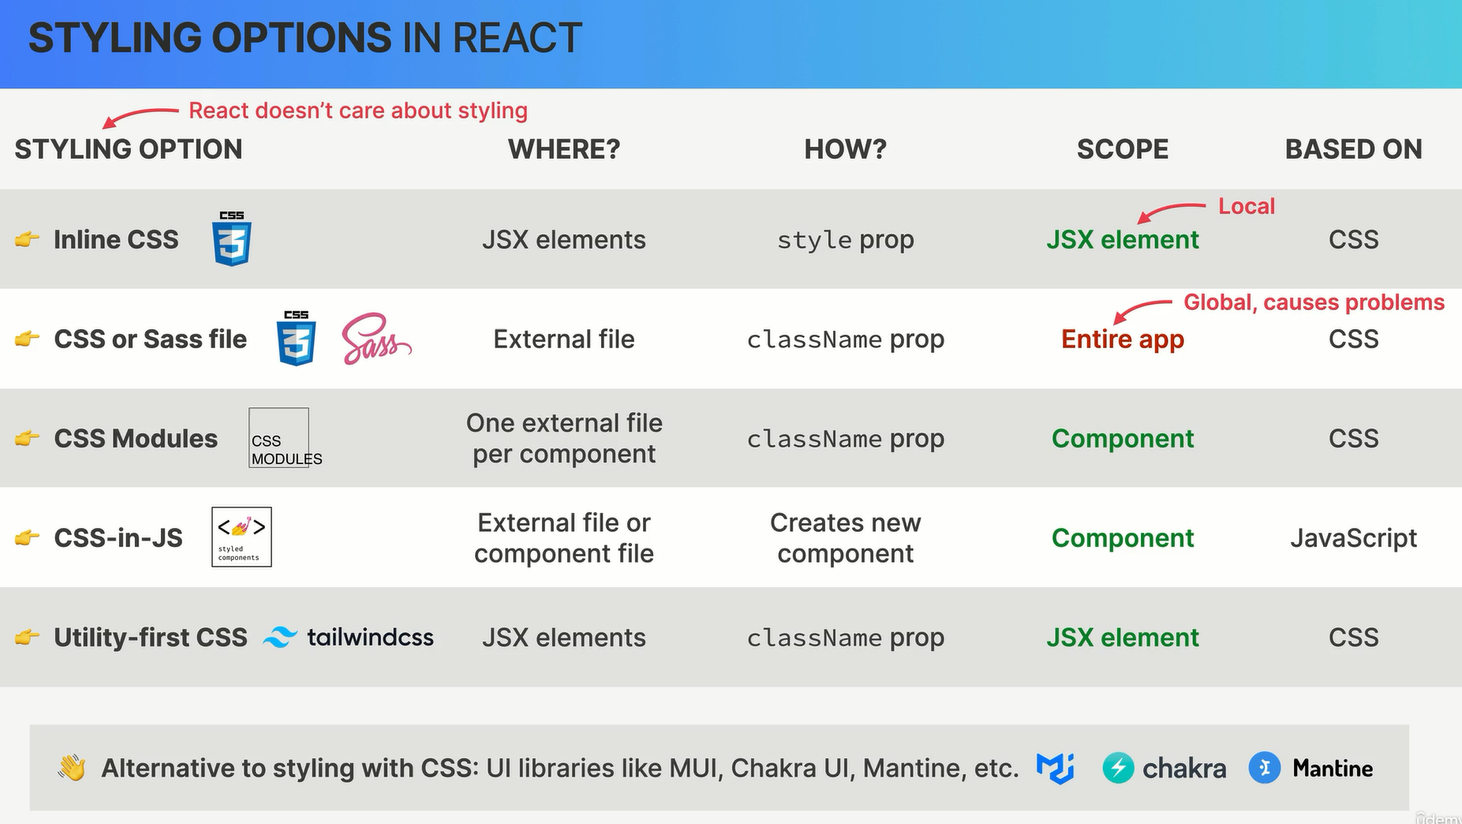 STYLING OPTIONS IN REACT
React doesn’t care about styling
STYLING OPTION WHERE? HOW? SCOPE BASED ON
Local
👉 Inline CSS CSS 3 JSX elements style prop JSX element CSS
Global, causes problems
👉 CSS or Sass file CSS 3 Sass External file className prop Entire app CSS
👉 CSS Modules CSS MODULES One external file per component className prop Component CSS
👉 CSS-in-JS < 💅 > styled components External file or component file Creates new component Component JavaScript
👉 Utility-first CSS tailwindcss JSX elements className prop JSX element CSS
👋 Alternative to styling with CSS: UI libraries like MUI, Chakra UI, Mantine, etc. chakra Mantine